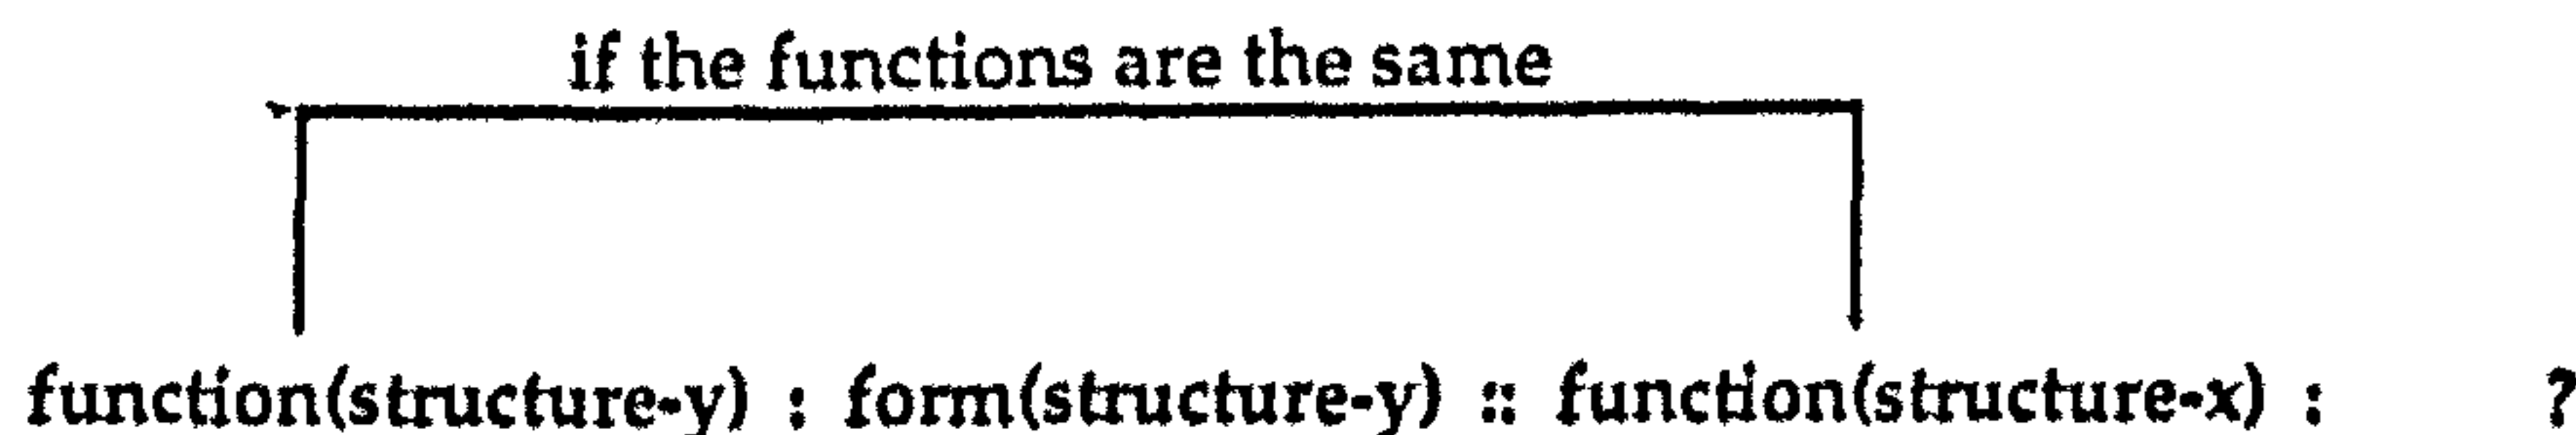 if the functions are the same
function(structure-y) : form(structure-y) :: function(structure-x) : ?